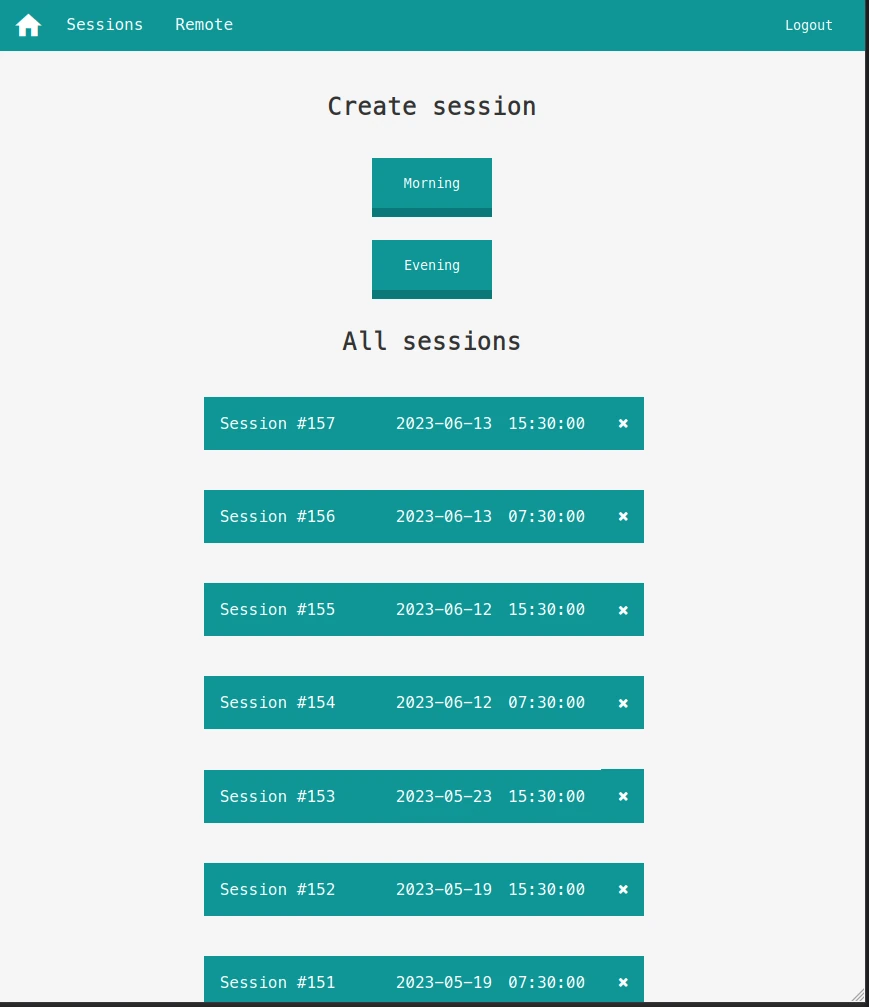 Sessions Remote Logout
Create session
Morning
Evening
All sessions
Session #157 2023-06-13 15:30:00 ✖
Session #156 2023-06-13 07:30:00 ✖
Session #155 2023-06-12 15:30:00 ✖
Session #154 2023-06-12 07:30:00 ✖
Session #153 2023-05-23 15:30:00 ✖
Session #152 2023-05-19 15:30:00 ✖
Session #151 2023-05-19 07:30:00 ✖